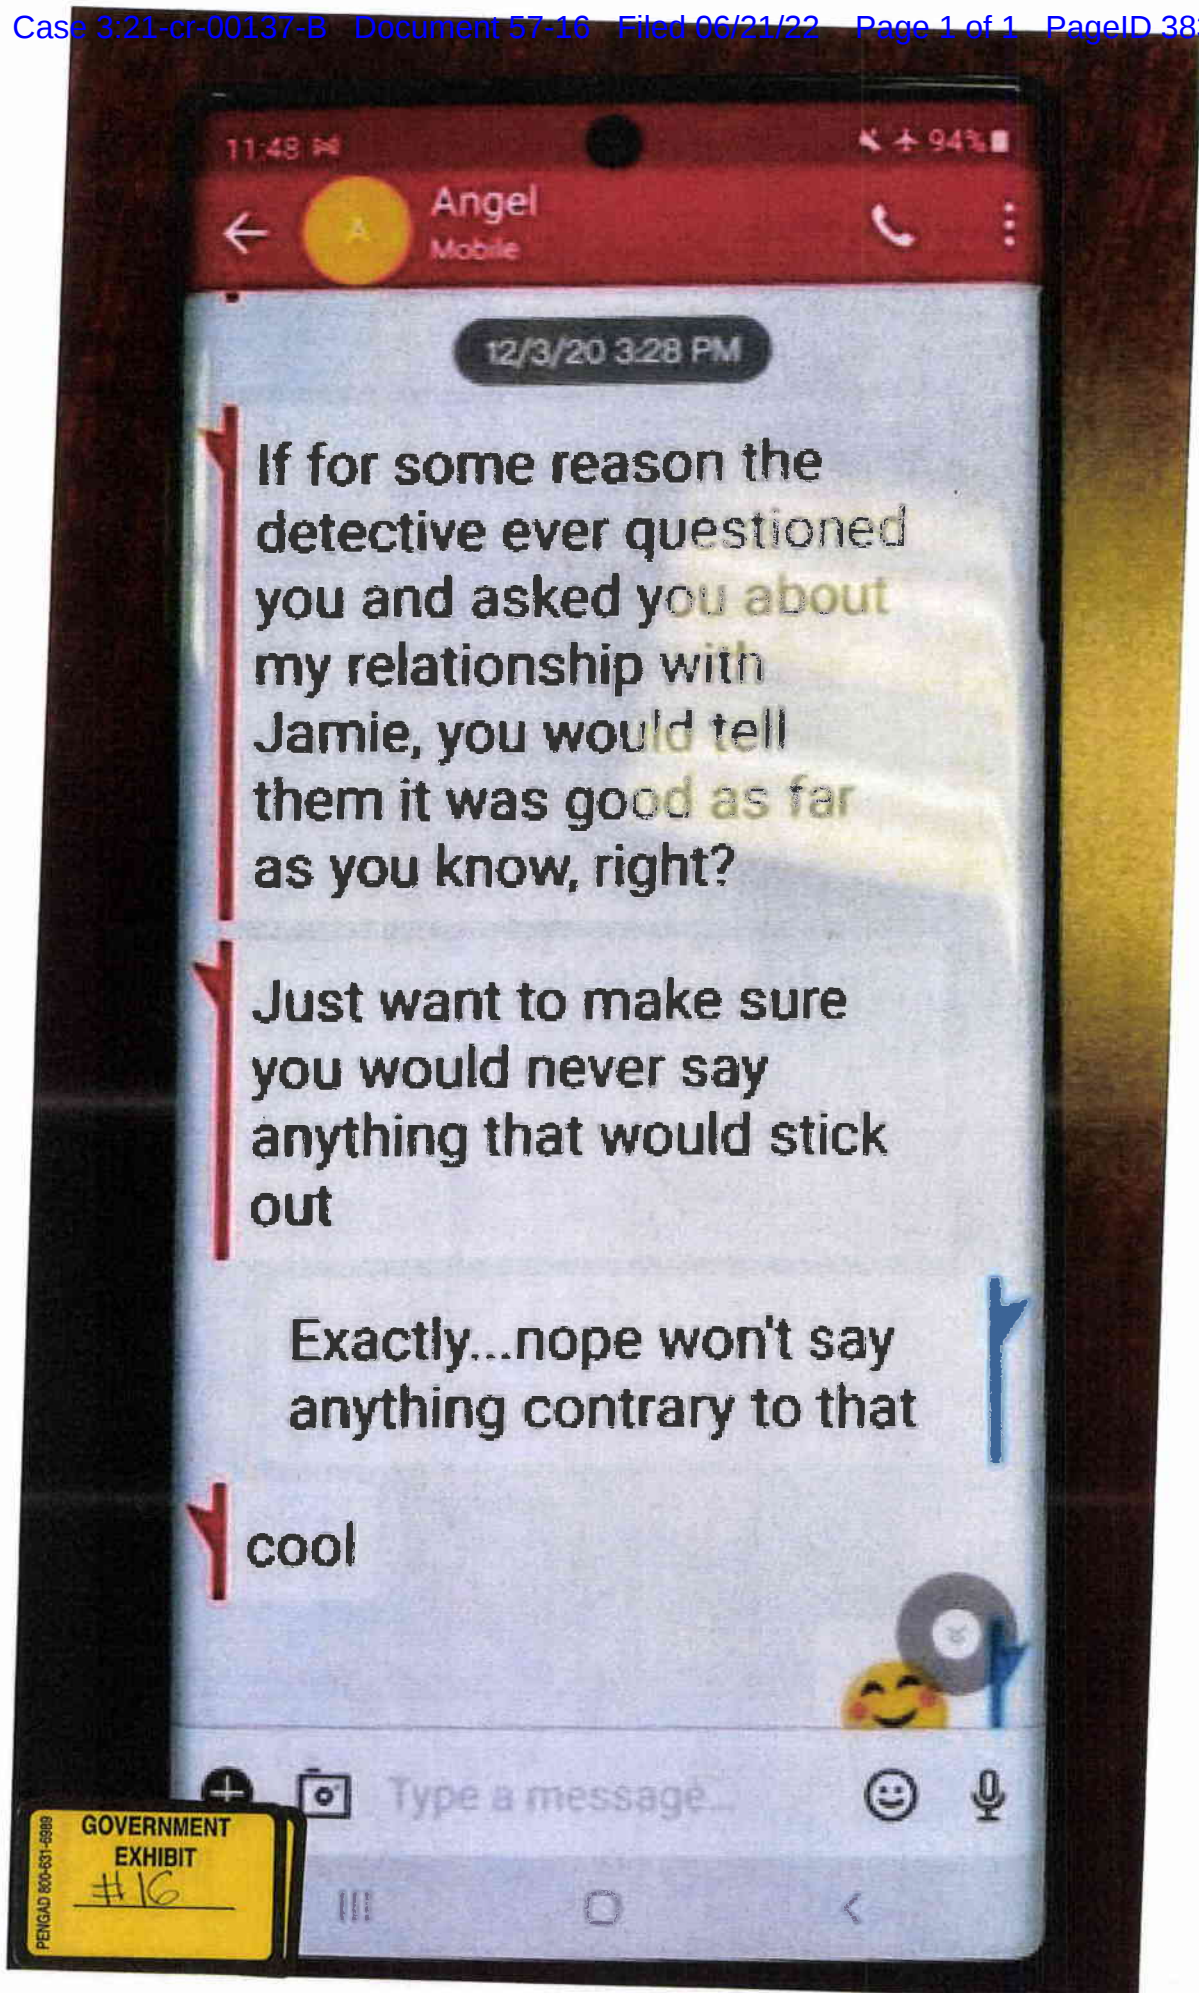 Case 3:21-cr-00137-B Document 57-16 Filed 06/21/22 Page 1 of 1 PageID
11:48 94%
Angel
A
Mobile
12/3/20 3:28 PM
If for some reason the
detective ever questioned
you and asked you about
my relationship with
Jamie, you would tell
them it was good as far
as you know, right?
Just want to make sure
you would never say
anything that would stick
out
Exactly...nope won't say
anything contrary to that
cool
Type a message...
PENGAD 800-631-6989
GOVERNMENT
EXHIBIT
#16